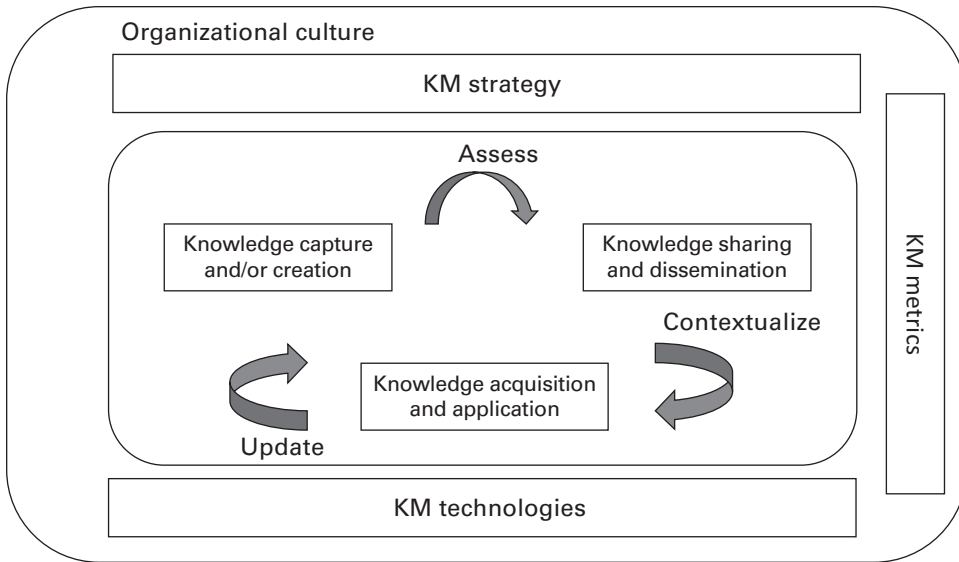 Organizational culture
KM strategy
Assess
Knowledge capture
and/or creation
Knowledge sharing
and dissemination
Contextualize
Knowledge acquisition
and application
Update
KM technologies
KM metrics